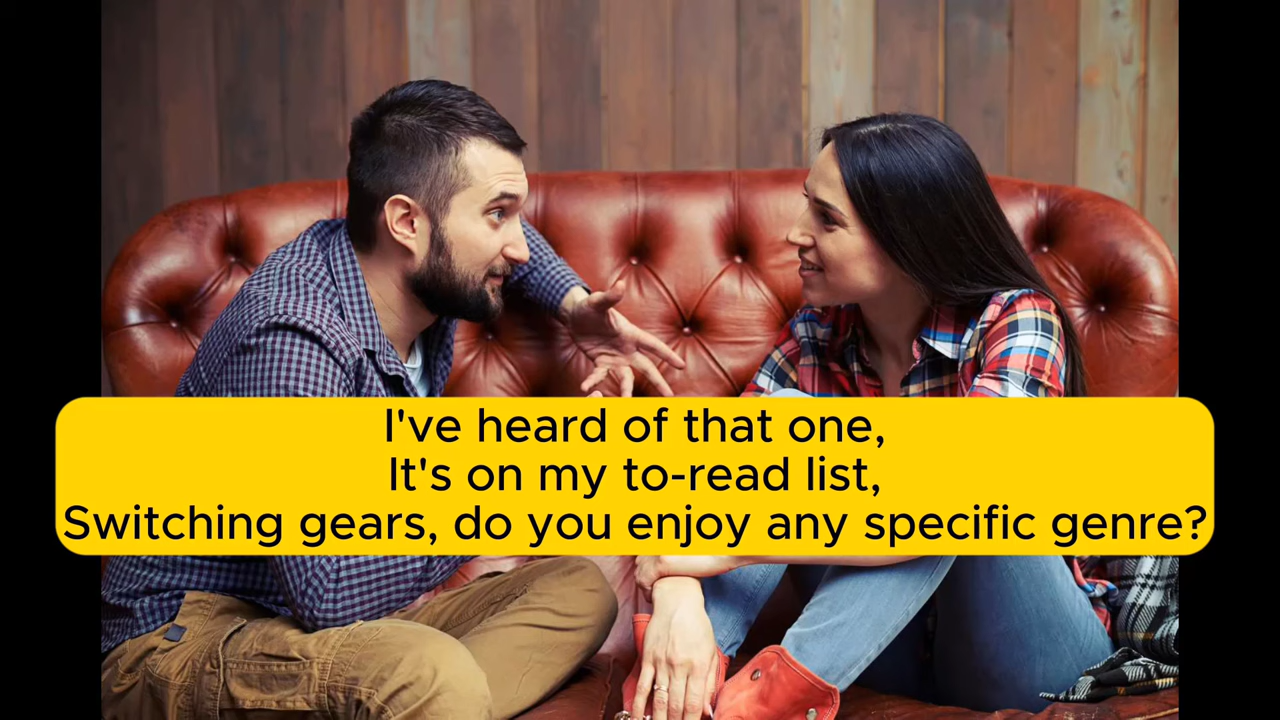 I've heard of that one,
It's on my to-read list,
Switching gears, do you enjoy any specific genre?